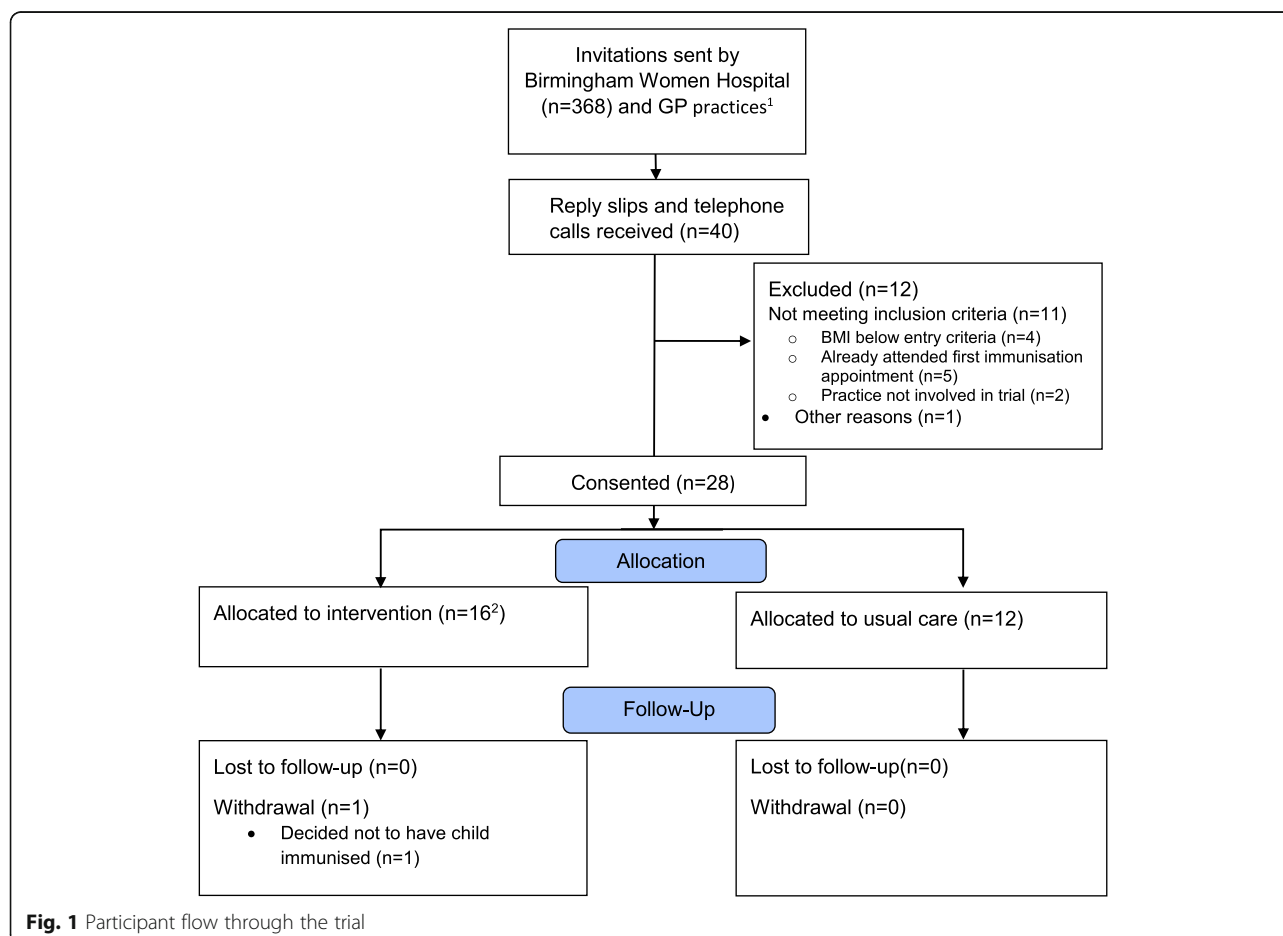 Invitations sent by
Birmingham Women Hospital
(n=368) and GP practices¹
Reply slips and telephone
calls received (n=40)
Excluded (n=12)
Not meeting inclusion criteria (n=11)
○ BMI below entry criteria (n=4)
○ Already attended first immunisation
appointment (n=5)
○ Practice not involved in trial (n=2)
• Other reasons (n=1)
Consented (n=28)
Allocation
Allocated to intervention (n=16²)
Allocated to usual care (n=12)
Follow-Up
Lost to follow-up (n=0)
Withdrawal (n=1)
• Decided not to have child
immunised (n=1)
Lost to follow-up(n=0)
Withdrawal (n=0)
Fig. 1 Participant flow through the trial